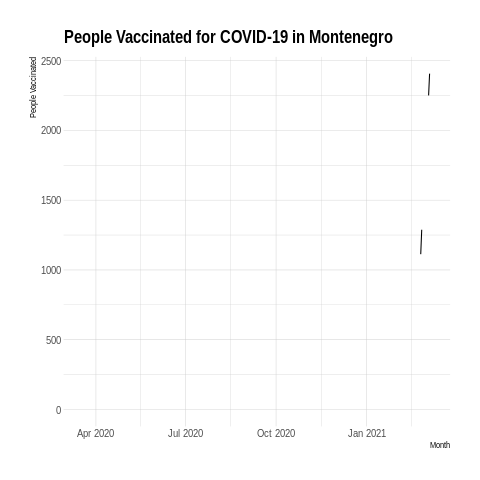 People Vaccinated for COVID-19 in Montenegro
People Vaccinated
2500
2000
1500
1000
500
0
Apr 2020
Jul 2020
Oct 2020
Jan 2021
Month